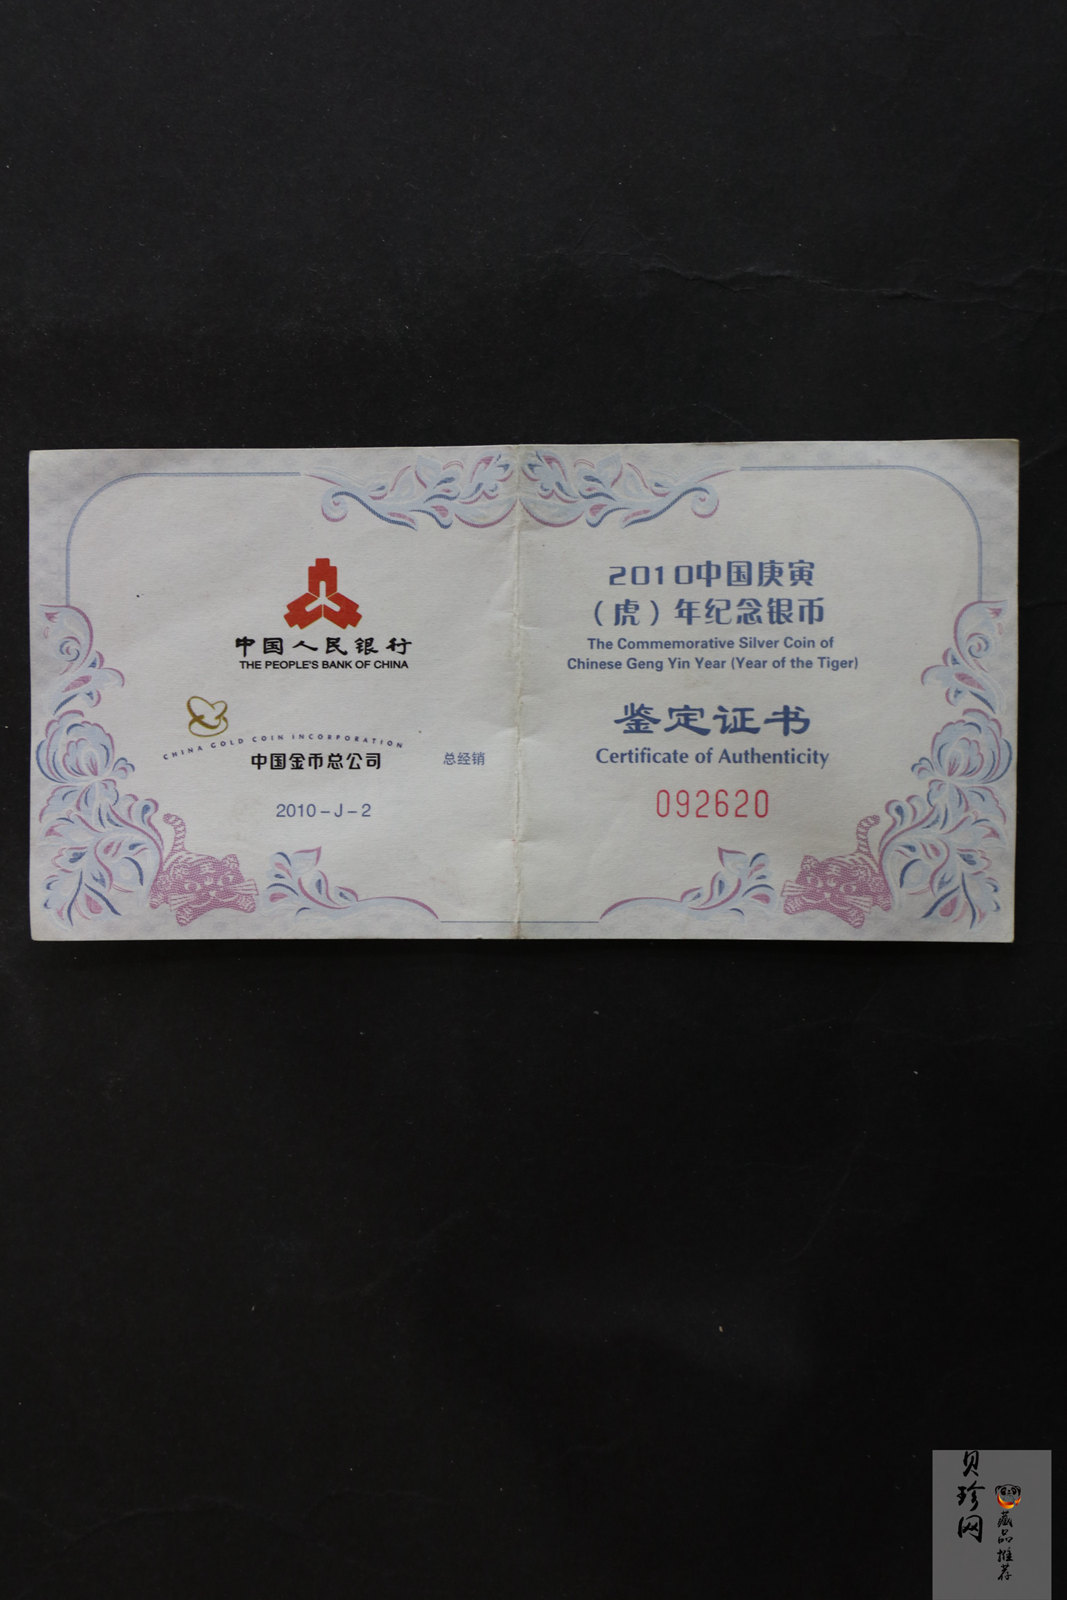 中国人民银行
THE PEOPLE'S BANK OF CHINA
CHINA GOLD COIN INCORPORATION
中国金币总公司
总经销
2010-J-2
2010中国庚寅
（虎）年纪念银币
The Commemorative Silver Coin of
Chinese Geng Yin Year (Year of the Tiger)
鉴定证书
Certificate of Authenticity
092620
贝珍网
藏品推荐